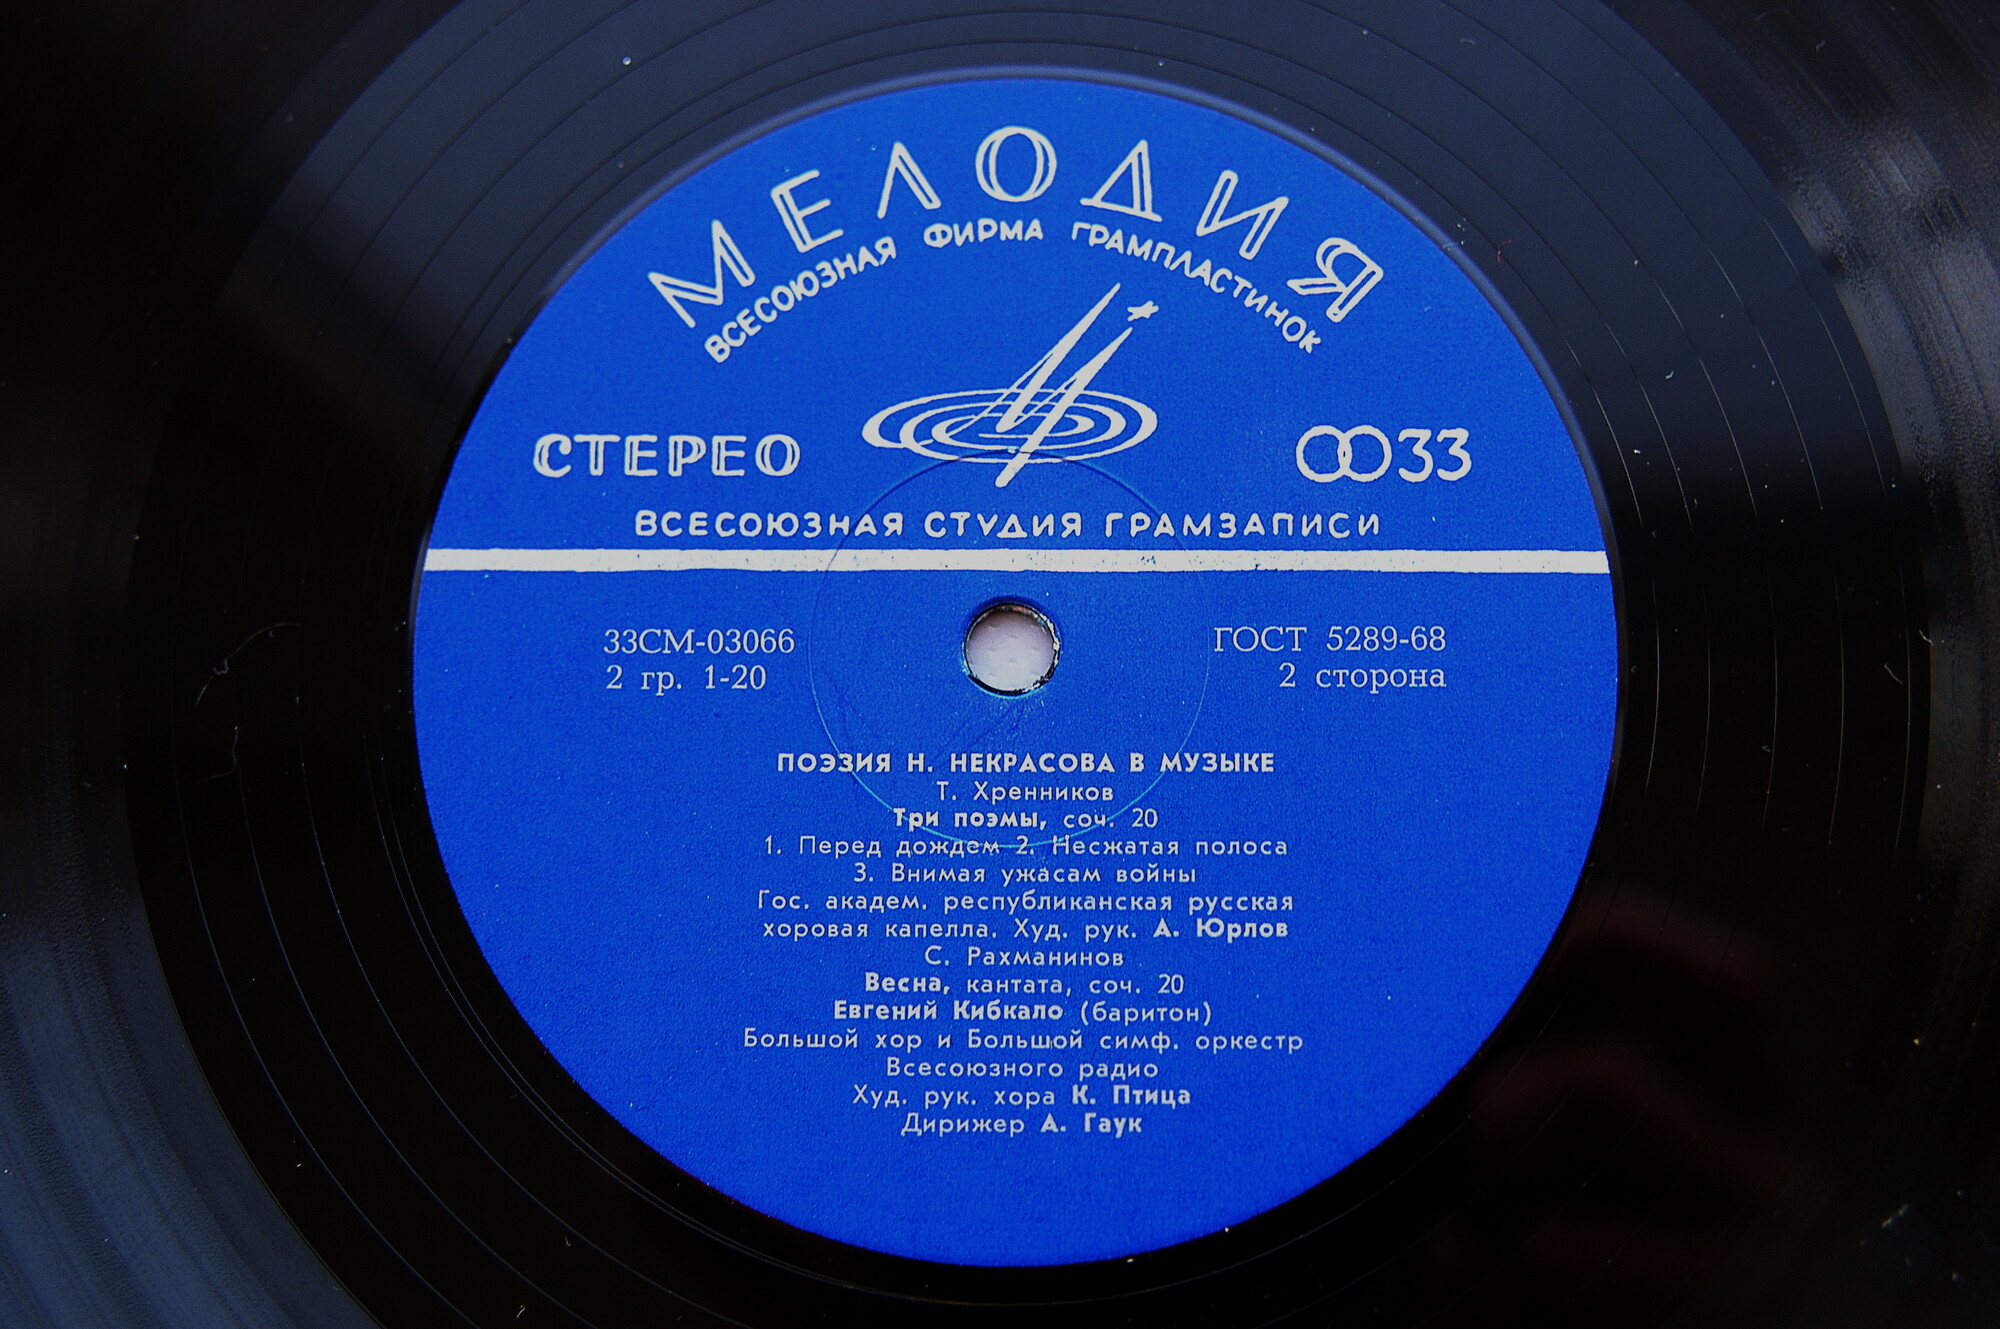 МЕЛОДИЯ
ВСЕСОЮЗНАЯ ФИРМА ГРАМПЛАСТИНОК
СТЕРЕО
33
ВСЕСОЮЗНАЯ СТУДИЯ ГРАМЗАПИСИ
33СМ-03066
ГОСТ 5289-68
2 гр. 1-20
2 сторона
ПОЭЗИЯ Н. НЕКРАСОВА В МУЗЫКЕ
Т. Хренников
Три поэмы, соч. 20
1. Перед дождем 2. Несжатая полоса
3. Внимая ужасам войны
Гос. академ. республиканская русская
хоровая капелла. Худ. рук. А. Юрлов
С. Рахманинов
Весна, кантата, соч. 20
Евгений Кибкало (баритон)
Большой хор и Большой симф. оркестр
Всесоюзного радио
Худ. рук. хора К. Птица
Дирижер А. Гаук